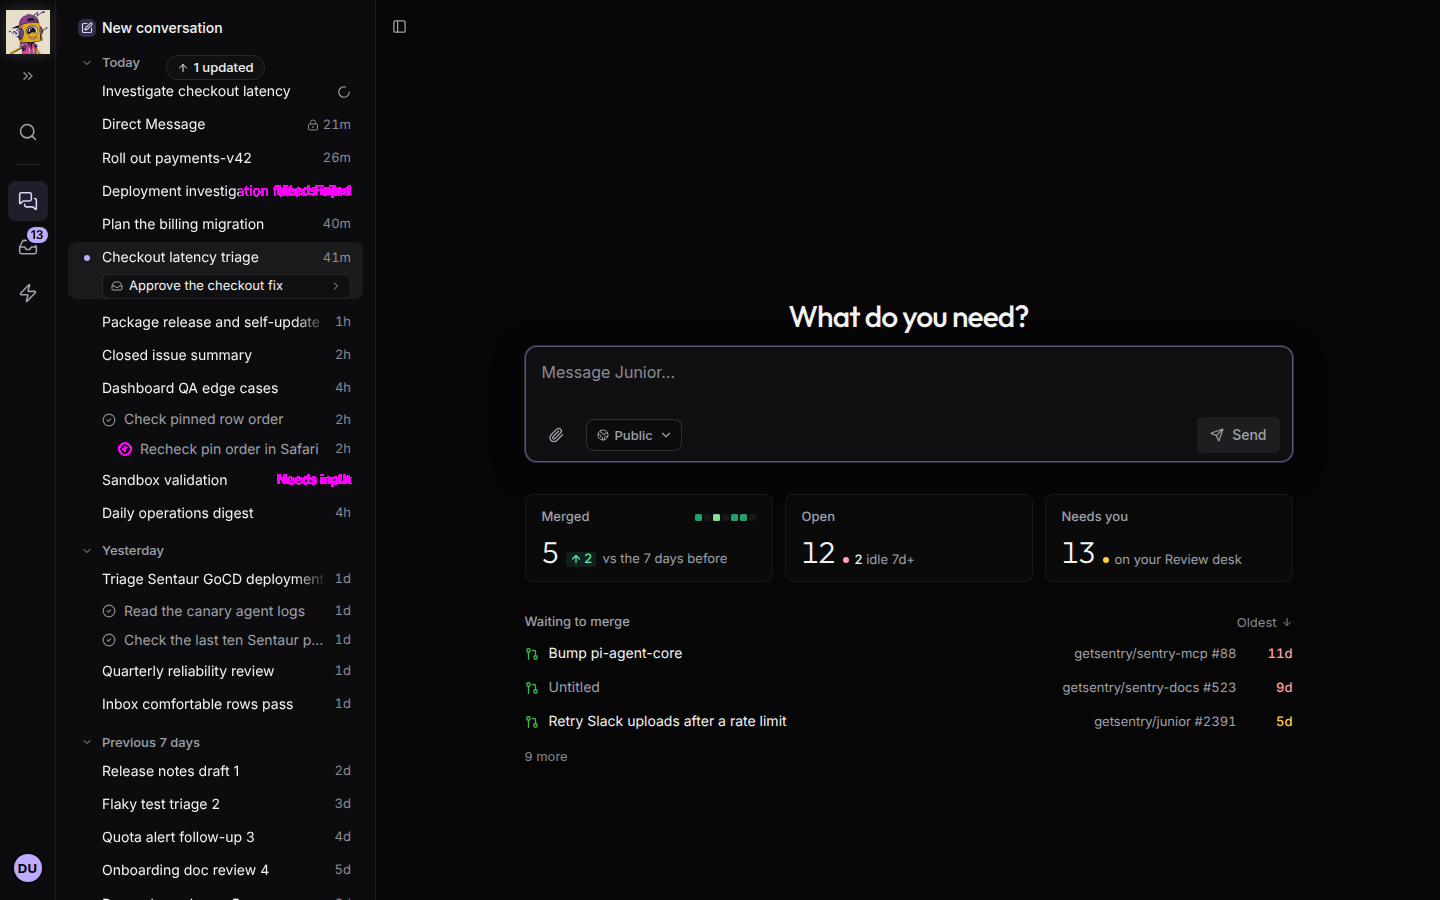 New conversation
Today
1 updated
Investigate checkout latency
Direct Message 21m
Roll out payments-v42 26m
Deployment investigation
Plan the billing migration 40m
Checkout latency triage 41m
Approve the checkout fix
Package release and self-update 1h
Closed issue summary 2h
Dashboard QA edge cases 4h
Check pinned row order 2h
Recheck pin order in Safari 2h
Sandbox validation Needs
Daily operations digest 4h
Yesterday
Triage Sentaur GoCD deployment 1d
Read the canary agent logs 1d
Check the last ten Sentaur p... 1d
Quarterly reliability review 1d
Inbox comfortable rows pass 1d
Previous 7 days
Release notes draft 1 2d
Flaky test triage 2 3d
Quota alert follow-up 3 4d
Onboarding doc review 4 5d
13
DU
What do you need?
Message Junior...
Public
Send
Merged
5 2 vs the 7 days before
Open
12 2 idle 7d+
Needs you
13 on your Review desk
Waiting to merge Oldest
Bump pi-agent-core getsentry/sentry-mcp #88 11d
Untitled getsentry/sentry-docs #523 9d
Retry Slack uploads after a rate limit getsentry/junior #2391 5d
9 more